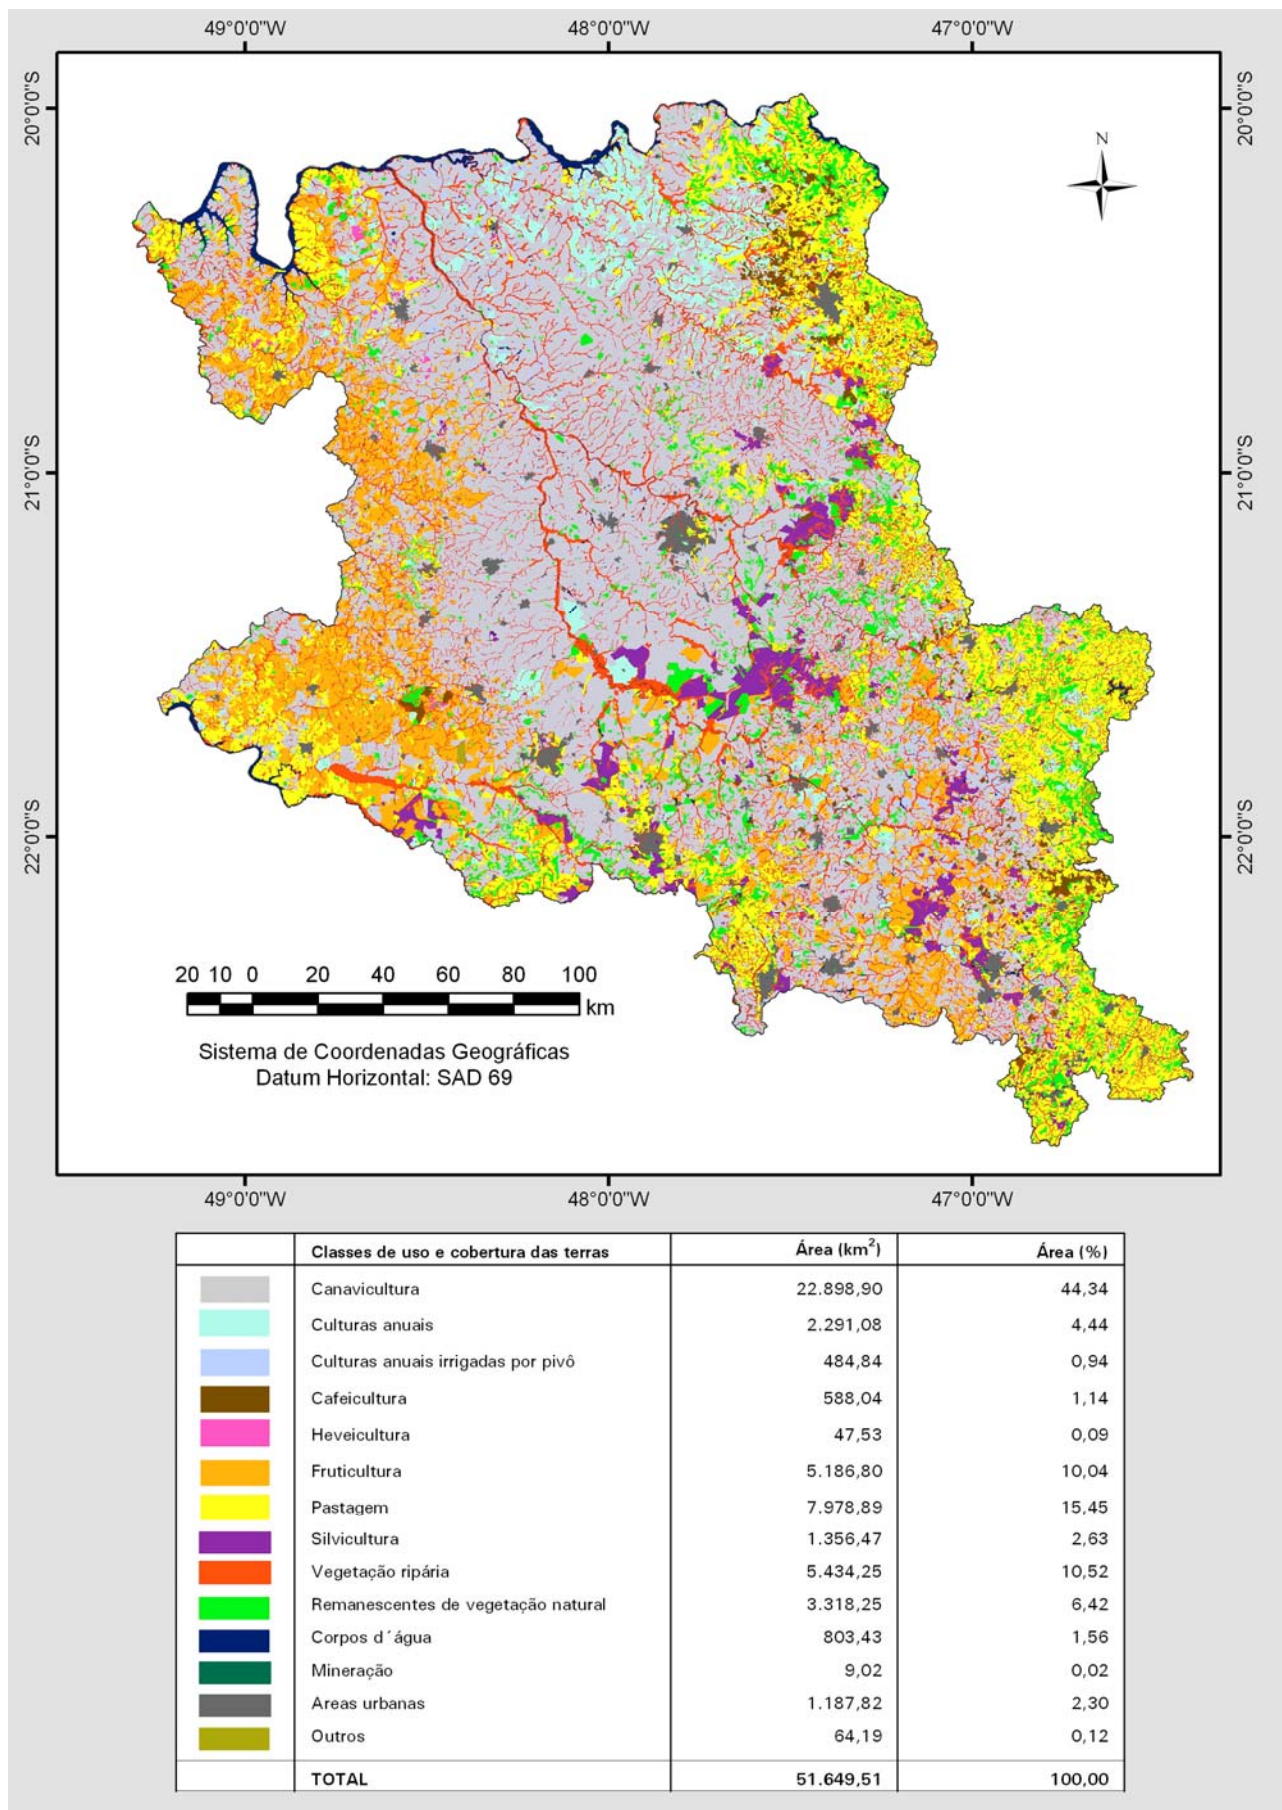 49°0'0"W 48°0'0"W 47°0'0"W
20°0'0"S 20°0'0"S
N
21°0'0"S 21°0'0"S
22°0'0"S 22°0'0"S
20 10 0 20 40 60 80 100
km
Sistema de Coordenadas Geográficas
Datum Horizontal: SAD 69
49°0'0"W 48°0'0"W 47°0'0"W
Classes de uso e cobertura das terras Área (km²) Área (%)
Canavicultura 22.898,90 44,34
Culturas anuais 2.291,08 4,44
Culturas anuais irrigadas por pivô 484,84 0,94
Cafeicultura 588,04 1,14
Heveicultura 47,53 0,09
Fruticultura 5.186,80 10,04
Pastagem 7.978,89 15,45
Silvicultura 1.356,47 2,63
Vegetação ripária 5.434,25 10,52
Remanescentes de vegetação natural 3.318,25 6,42
Corpos d´água 803,43 1,56
Mineração 9,02 0,02
Areas urbanas 1.187,82 2,30
Outros 64,19 0,12
TOTAL 51.649,51 100,00